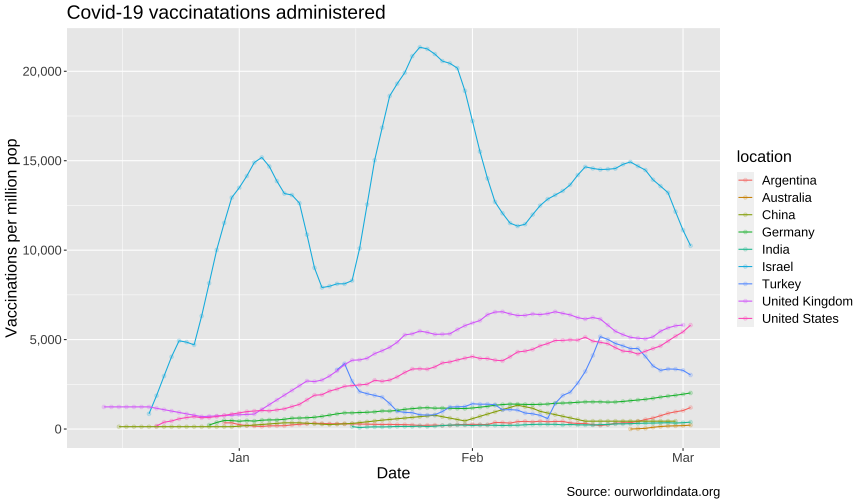 Covid-19 vaccinatations administered
Vaccinations per million pop
20,000
15,000
10,000
5,000
0
Jan
Feb
Mar
Date
location
Argentina
Australia
China
Germany
India
Israel
Turkey
United Kingdom
United States
Source: ourworldindata.org